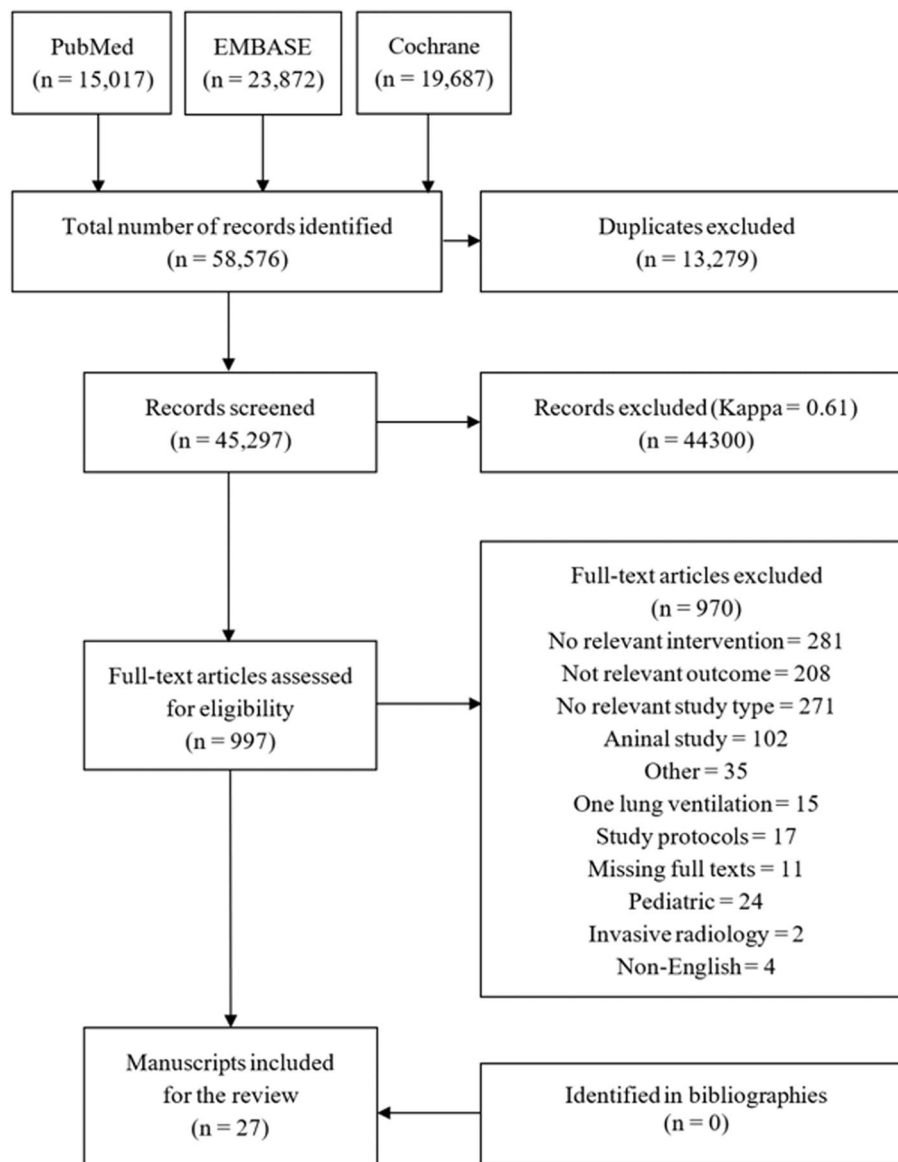 PubMed
(n = 15,017)
EMBASE
(n = 23,872)
Cochrane
(n = 19,687)
Total number of records identified
(n = 58,576)
Duplicates excluded
(n = 13,279)
Records screened
(n = 45,297)
Records excluded (Kappa = 0.61)
(n = 44300)
Full-text articles assessed
for eligibility
(n = 997)
Full-text articles excluded
(n = 970)
No relevant intervention = 281
Not relevant outcome = 208
No relevant study type = 271
Aninal study = 102
Other = 35
One lung ventilation = 15
Study protocols = 17
Missing full texts = 11
Pediatric = 24
Invasive radiology = 2
Non-English = 4
Manuscripts included
for the review
(n = 27)
Identified in bibliographies
(n = 0)